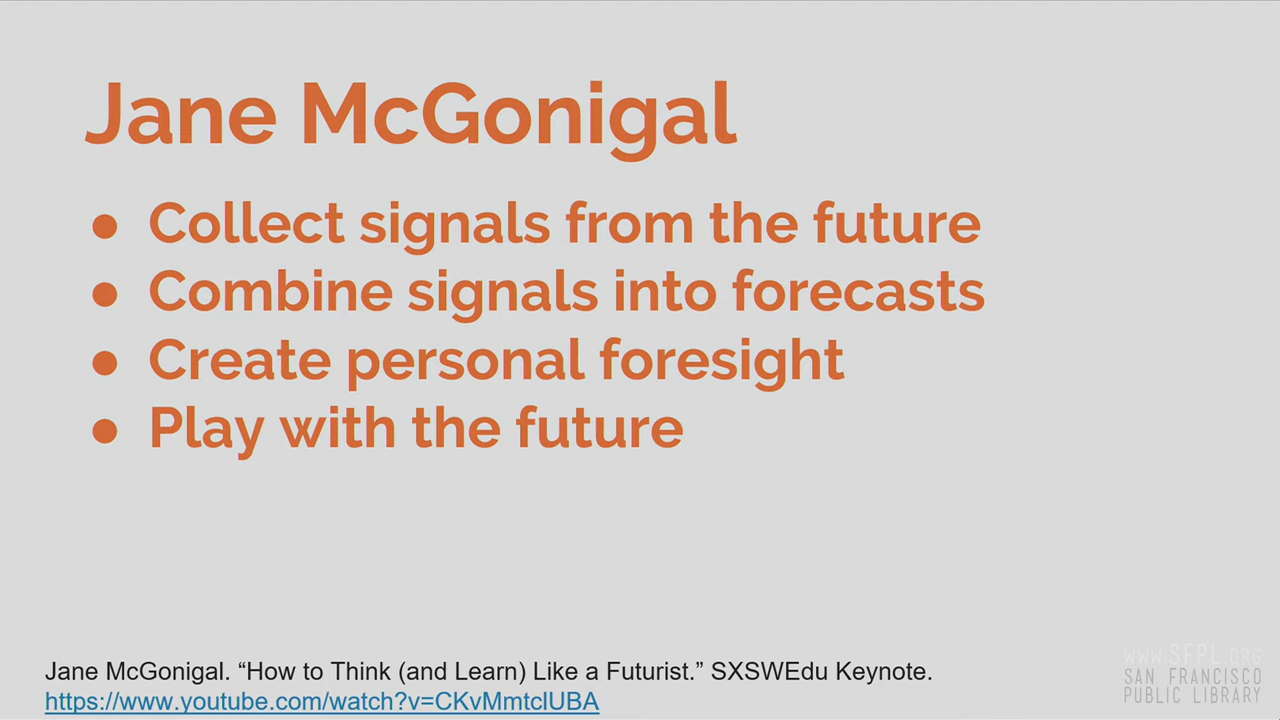 Jane McGonigal
● Collect signals from the future
● Combine signals into forecasts
● Create personal foresight
● Play with the future
Jane McGonigal. “How to Think (and Learn) Like a Futurist.” SXSWEdu Keynote.
https://www.youtube.com/watch?v=CKvMmtclUBA
WWW.SFPL.ORG
SAN FRANCISCO
PUBLIC LIBRARY